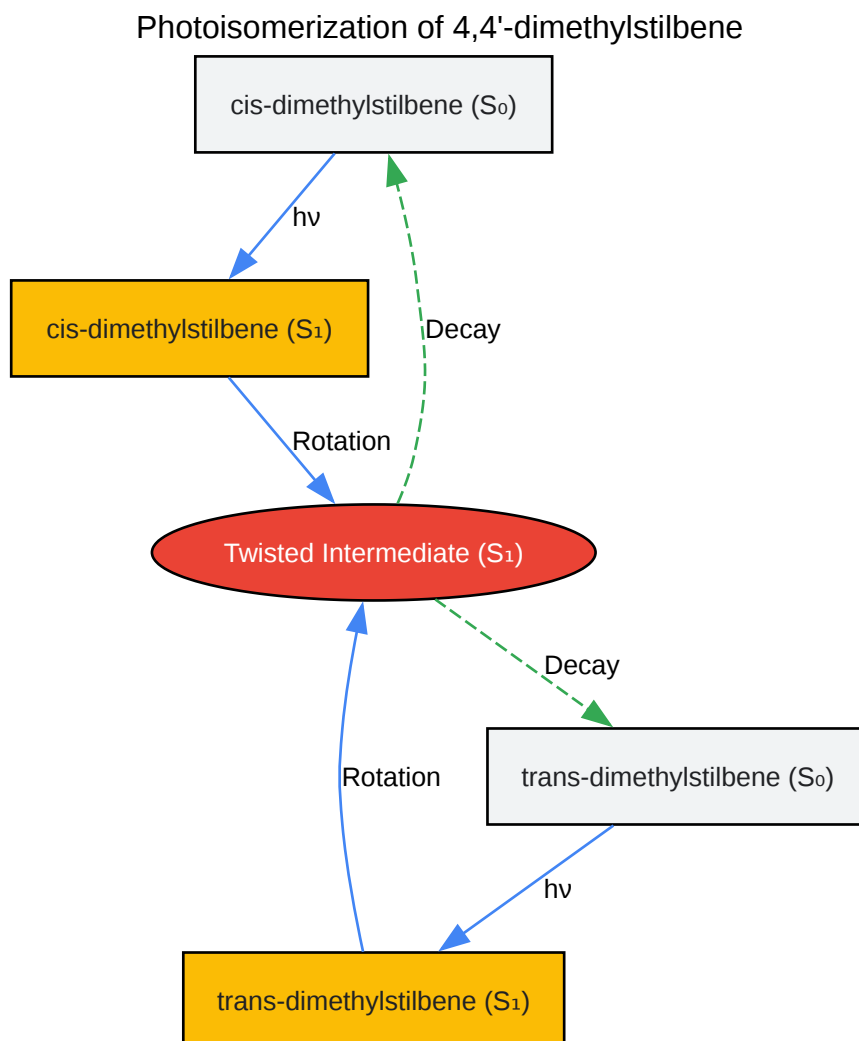 Photoisomerization of 4,4'-dimethylstilbene
cis-dimethylstilbene (S₀)
hν
cis-dimethylstilbene (S₁)
Decay
Rotation
Twisted Intermediate (S₁)
Decay
trans-dimethylstilbene (S₀)
Rotation
hν
trans-dimethylstilbene (S₁)